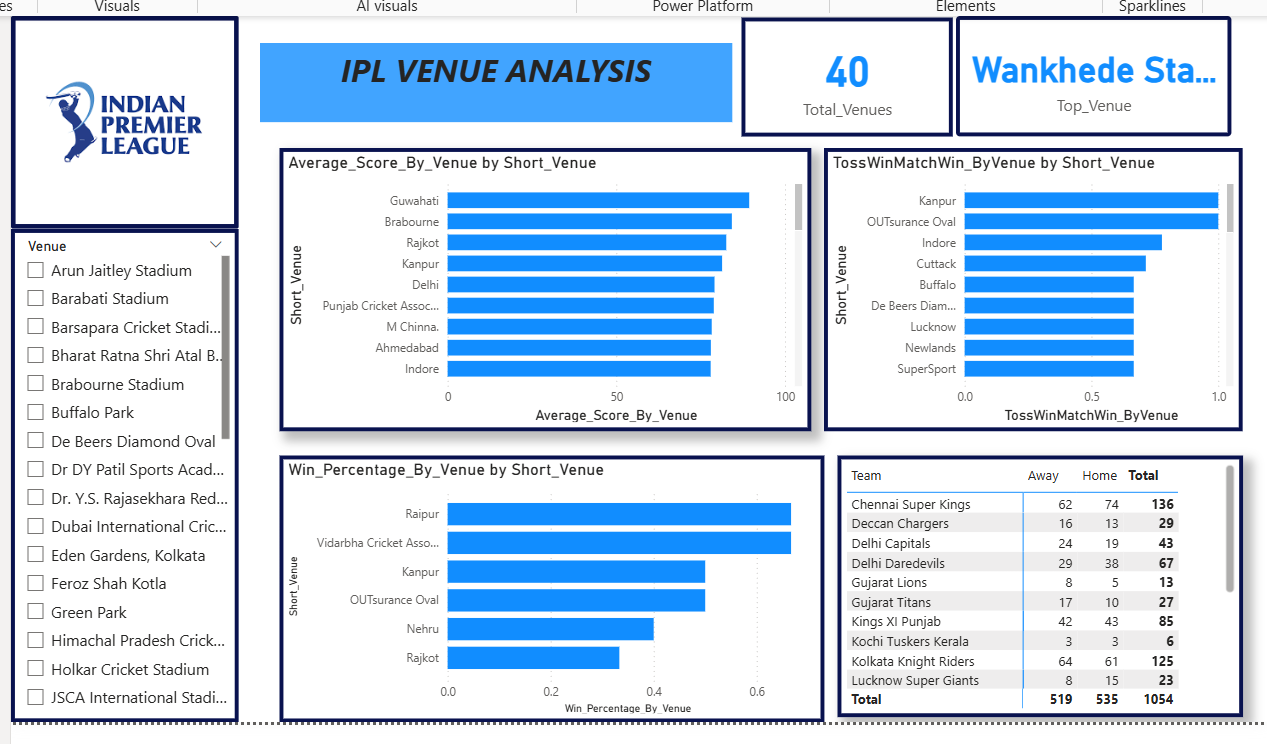 es
Visuals
AI visuals
Power Platform
Elements
Sparklines
INDIAN
PREMIER
LEAGUE
IPL VENUE ANALYSIS
40
Total_Venues
Wankhede Sta...
Top_Venue
Venue
Arun Jaitley Stadium
Barabati Stadium
Barsapara Cricket Stadi...
Bharat Ratna Shri Atal B...
Brabourne Stadium
Buffalo Park
De Beers Diamond Oval
Dr DY Patil Sports Acad...
Dr. Y.S. Rajasekhara Red...
Dubai International Cric...
Eden Gardens, Kolkata
Feroz Shah Kotla
Green Park
Himachal Pradesh Crick...
Holkar Cricket Stadium
JSCA International Stadi...
Average_Score_By_Venue by Short_Venue
Short_Venue
Guwahati
Brabourne
Rajkot
Kanpur
Delhi
Punjab Cricket Assoc...
M Chinna.
Ahmedabad
Indore
0 50 100
Average_Score_By_Venue
TossWinMatchWin_ByVenue by Short_Venue
Short_Venue
Kanpur
OUTsurance Oval
Indore
Cuttack
Buffalo
De Beers Diam...
Lucknow
Newlands
SuperSport
0.0 0.5 1.0
TossWinMatchWin_ByVenue
Win_Percentage_By_Venue by Short_Venue
Short_Venue
Raipur
Vidarbha Cricket Asso...
Kanpur
OUTsurance Oval
Nehru
Rajkot
0.0 0.2 0.4 0.6
Win_Percentage_By_Venue
Team Away Home Total
Chennai Super Kings 62 74 136
Deccan Chargers 16 13 29
Delhi Capitals 24 19 43
Delhi Daredevils 29 38 67
Gujarat Lions 8 5 13
Gujarat Titans 17 10 27
Kings XI Punjab 42 43 85
Kochi Tuskers Kerala 3 3 6
Kolkata Knight Riders 64 61 125
Lucknow Super Giants 8 15 23
Total 519 535 1054